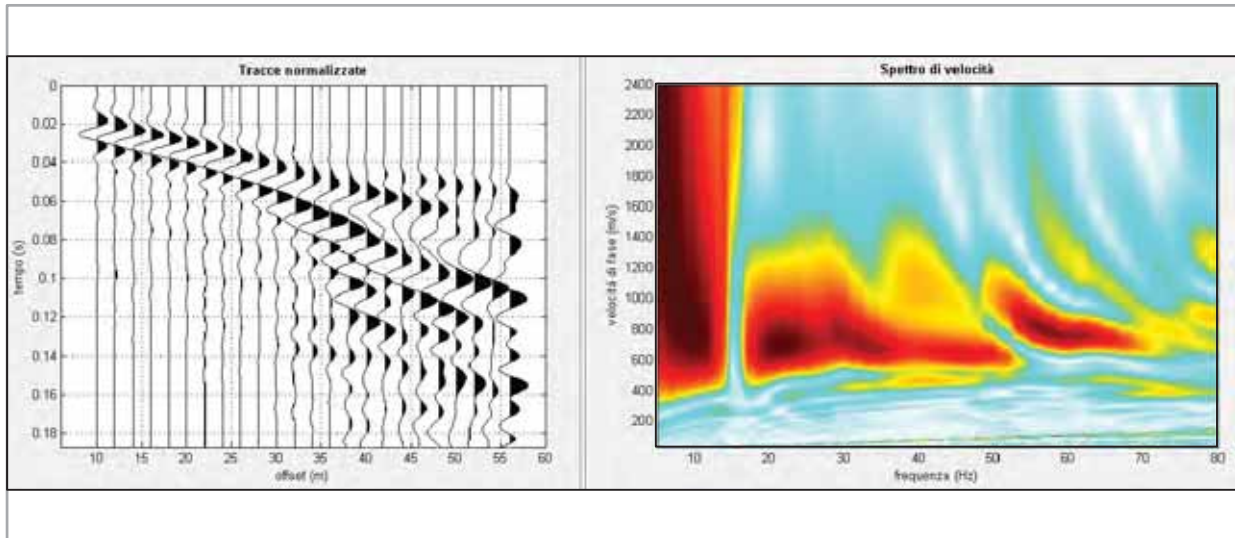 Tracce normalizzate
0
0.02
0.04
0.06
0.08
0.1
0.12
0.14
0.16
0.18
tempo (s)
10 15 20 25 30 35 40 45 50 55 60
offset (m)
Spettro di velocità
2400
2200
2000
1800
1600
1400
1200
1000
800
600
400
200
velocità di fase (m/s)
10 20 30 40 50 60 70 80
frequenza (Hz)